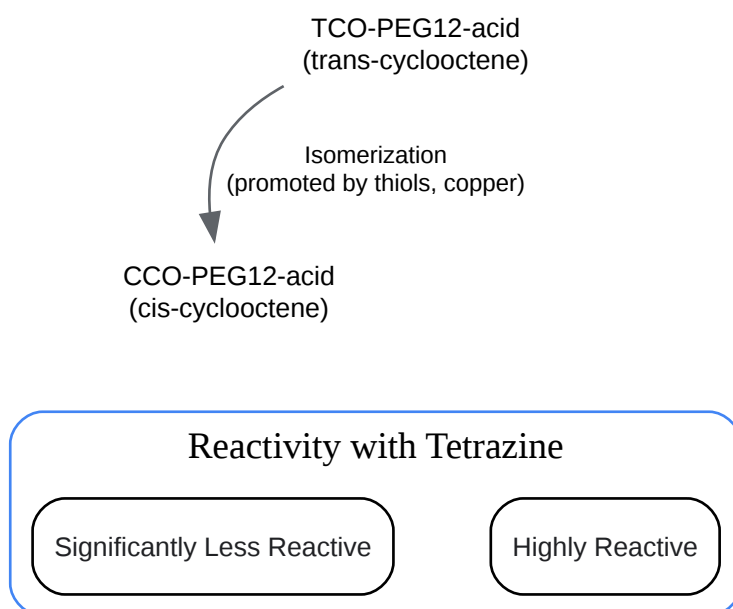 TCO-PEG12-acid
(trans-cyclooctene)
Isomerization
(promoted by thiols, copper)
CCO-PEG12-acid
(cis-cyclooctene)
Reactivity with Tetrazine
Significantly Less Reactive
Highly Reactive